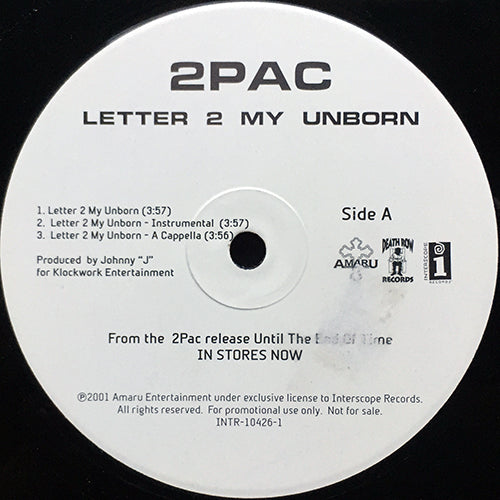 2PAC
LETTER 2 MY UNBORN
1. Letter 2 My Unborn (3:57)
2. Letter 2 My Unborn - Instrumental (3:57)
3. Letter 2 My Unborn - A Cappella (3:56)
Side A
Produced by Johnny "J"
for Klockwork Entertainment
AMARU
DEATH ROW
RECORDS
INTERSCOPE
RECORDS
From the 2Pac release Until The End Of Time
IN STORES NOW
℗2001 Amaru Entertainment under exclusive license to Interscope Records.
All rights reserved. For promotional use only. Not for sale.
INTR-10426-1